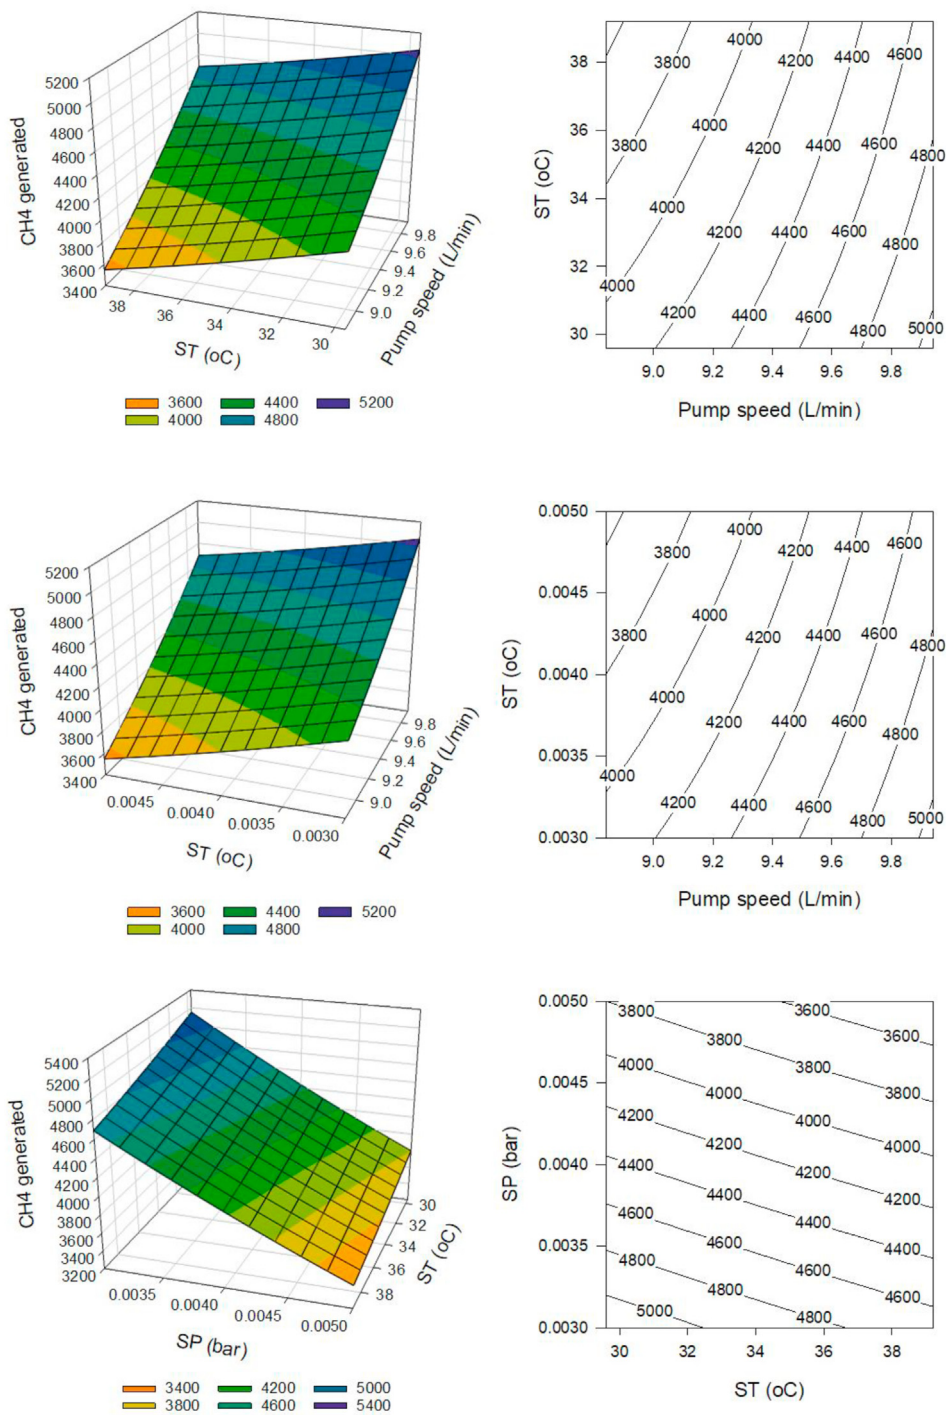 5200
5000
4800
4600
4400
4200
4000
3800
3600
3400
CH4 generated
38
36
34
32
30
ST (oC)
9.8
9.6
9.4
9.2
9.0
Pump speed (L/min)
3600 4400 5200
4000 4800
38
36
34
32
30
ST (oC)
4000
3800 4200 4400 4600
4000
3800 4200 4400 4600 4800
4000
4200 4400 4600 4800
4000
4200 4400 4600 4800 5000
9.0 9.2 9.4 9.6 9.8
Pump speed (L/min)
5200
5000
4800
4600
4400
4200
4000
3800
3600
3400
CH4 generated
0.0045
0.0040
0.0035
0.0030
ST (oC)
9.8
9.6
9.4
9.2
9.0
Pump speed (L/min)
3600 4400 5200
4000 4800
0.0050
0.0045
0.0040
0.0035
0.0030
ST (oC)
4000
3800 4200 4400 4600
4000
3800 4200 4400 4600 4800
4000
4200 4400 4600 4800
4000
4200 4400 4600 4800 5000
9.0 9.2 9.4 9.6 9.8
Pump speed (L/min)
5400
5200
5000
4800
4600
4400
4200
4000
3800
3600
3400
3200
CH4 generated
0.0035
0.0040
0.0045
0.0050
SP (bar)
30
32
34
36
38
ST (oC)
3400 4200 5000
3800 4600 5400
0.0050
0.0045
0.0040
0.0035
0.0030
SP (bar)
3800 3600 3600
3800 3800 3800
4000 4000 4000 4000
4200 4200 4200 4200
4400 4400 4400 4400
4600 4600 4600 4600
4800 4800 4800
5000
30 32 34 36 38
ST (oC)